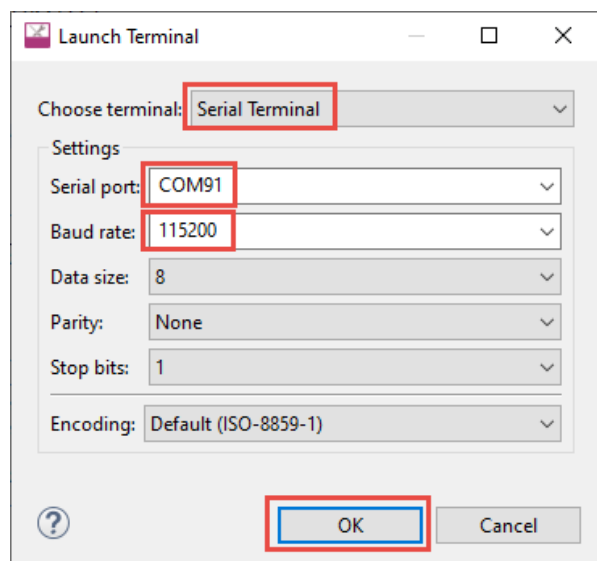 Launch Terminal
Choose terminal: Serial Terminal
Settings
Serial port: COM91
Baud rate: 115200
Data size: 8
Parity: None
Stop bits: 1
Encoding: Default (ISO-8859-1)
OK Cancel